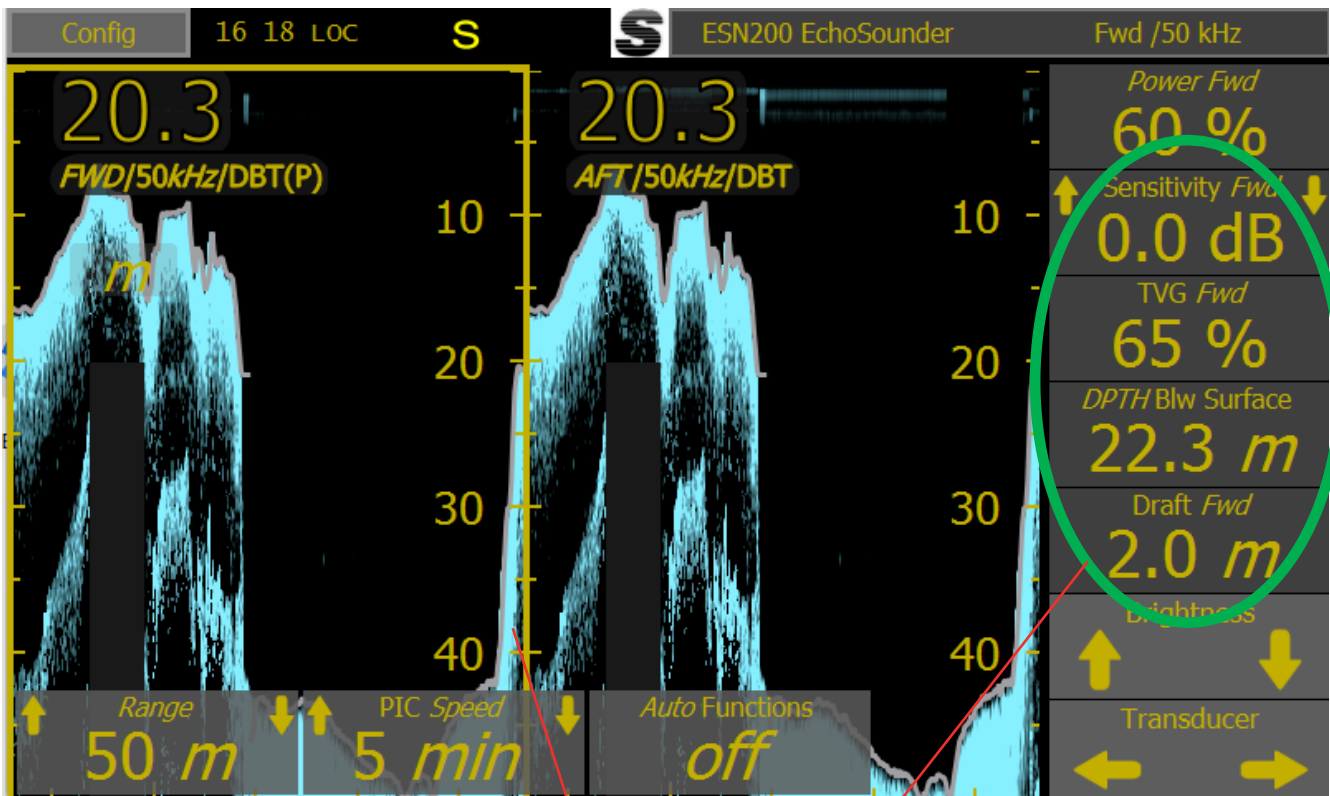 Config 16 18 LOC S S ESN200 EchoSounder Fwd /50 kHz
20.3
FWD/50kHz/DBT(P)
m
10
20
30
40
20.3
AFT/50kHz/DBT
10
20
30
40
Power Fwd
60 %
Sensitivity Fwd
0.0 dB
TVG Fwd
65 %
DPTH Blw Surface
22.3 m
Draft Fwd
2.0 m
Brightness
Transducer
Range
50 m
PIC Speed
5 min
Auto Functions
off